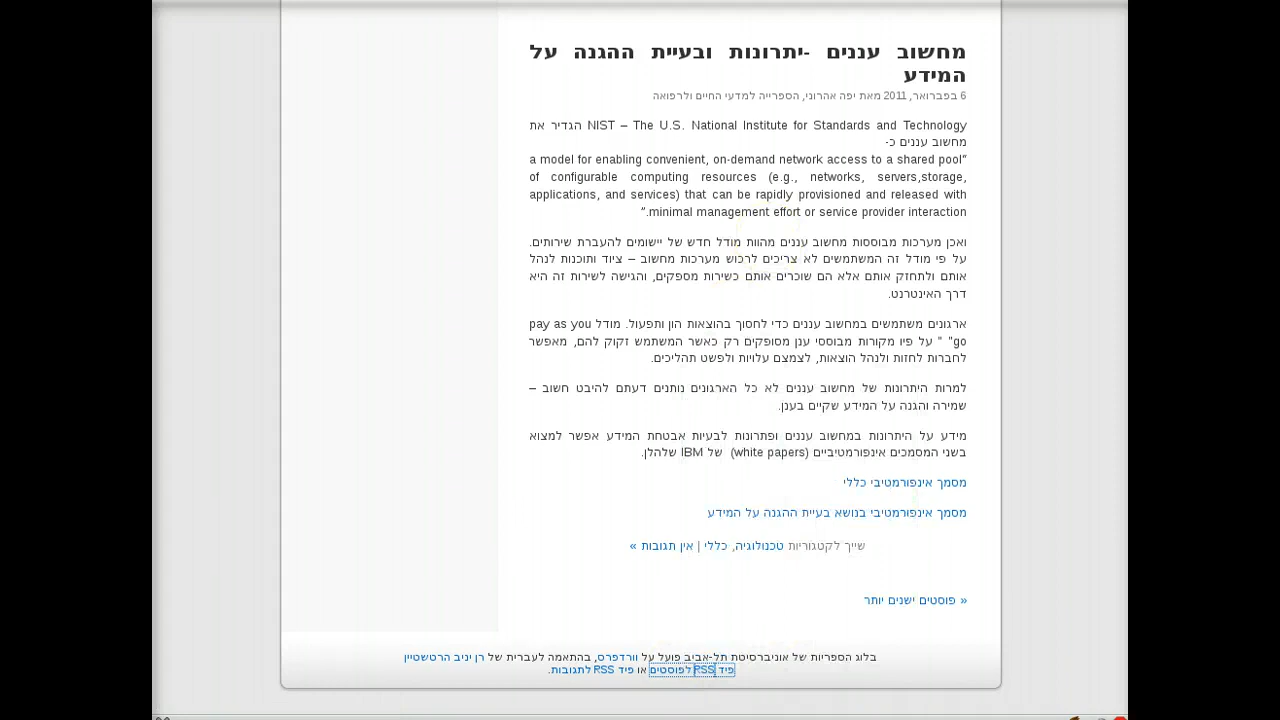 מחשוב עננים -יתרונות ובעיית ההגנה על
המידע
6 בפברואר, 2011 מאת יפה אהרוני, הספרייה למדעי החיים ולרפואה
NIST – The U.S. National Institute for Standards and Technology הגדיר את
מחשוב עננים כ-
a model for enabling convenient, on-demand network access to a shared pool"
of configurable computing resources (e.g., networks, servers,storage,
applications, and services) that can be rapidly provisioned and released with
".minimal management effort or service provider interaction
ואכן מערכות מבוססות מחשוב עננים מהוות מודל חדש של יישומים להעברת שירותים.
על פי מודל זה המשתמשים לא צריכים לרכוש מערכות מחשוב – ציוד ותוכנות לנהל
אותם ולתחזק אותם אלא הם שוכרים אותם כשירות מספקים, והגישה לשירות זה היא
דרך האינטרנט.
ארגונים משתמשים במחשוב עננים כדי לחסוך בהוצאות הון ותפעול. מודל pay as you
go" " על פיו מקורות מבוססי ענן מסופקים רק כאשר המשתמש זקוק להם, מאפשר
לחברות לחזות ולנהל הוצאות, לצמצם עלויות ולפשט תהליכים.
למרות היתרונות של מחשוב עננים לא כל הארגונים נותנים דעתם להיבט חשוב –
שמירה והגנה על המידע שקיים בענן.
מידע על היתרונות במחשוב עננים ופתרונות לבעיות אבטחת המידע אפשר למצוא
בשני המסמכים אינפורמטיביים (white papers) של IBM שלהלן.
מסמך אינפורמטיבי כללי
מסמך אינפורמטיבי בנושא בעיית ההגנה על המידע
שייך לקטגוריות טכנולוגיה, כללי | אין תגובות »
« פוסטים ישנים יותר
בלוג הספריות של אוניברסיטת תל-אביב פועל על וורדפרס, בהתאמה לעברית של רן יניב הרטשטיין
פיד RSS לפוסטים או פיד RSS לתגובות.